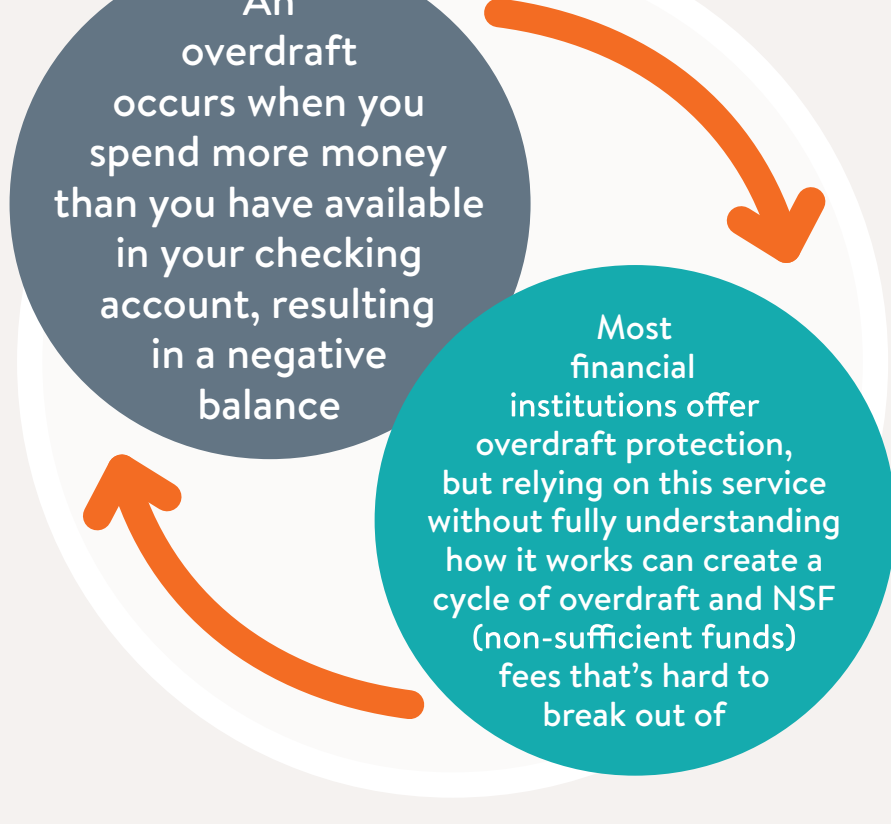 An
overdraft
occurs when you
spend more money
than you have available
in your checking
account, resulting
in a negative
balance
Most
financial
institutions offer
overdraft protection,
but relying on this service
without fully understanding
how it works can create a
cycle of overdraft and NSF
(non-sufficient funds)
fees that’s hard to
break out of